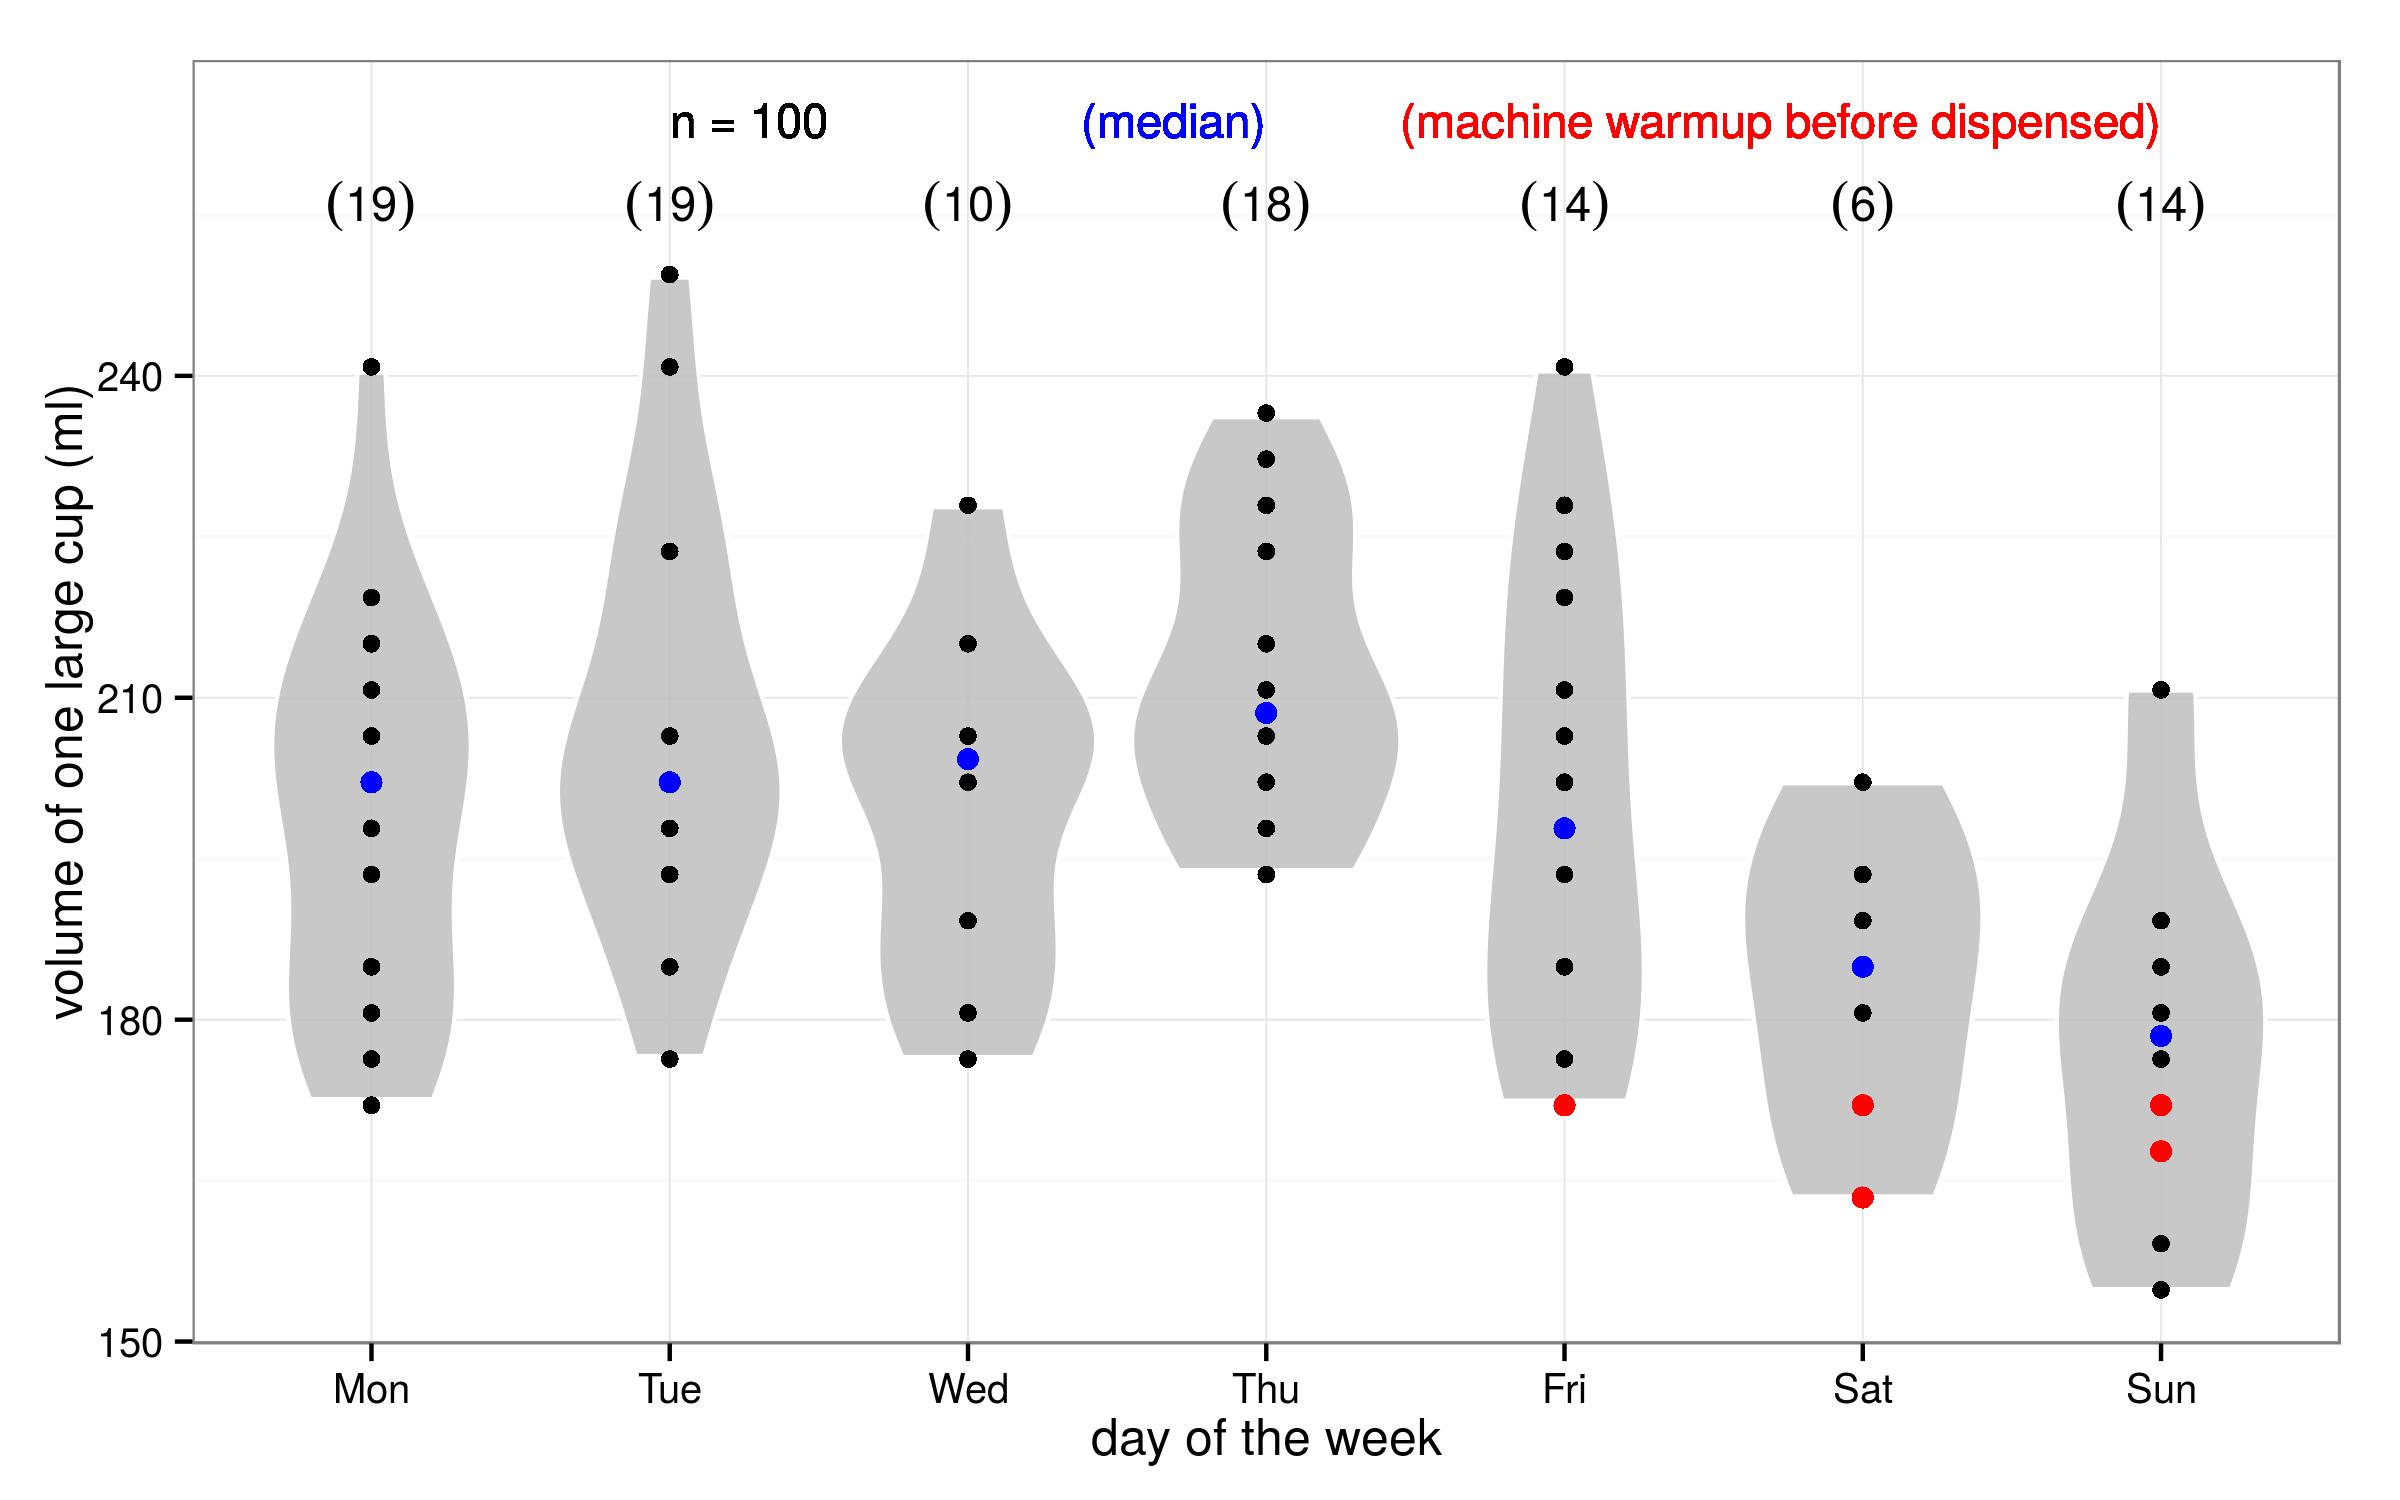 n = 100 (median) (machine warmup before dispensed)
(19) (19) (10) (18) (14) (6) (14)
volume of one large cup (ml)
240
210
180
150
Mon Tue Wed Thu Fri Sat Sun
day of the week